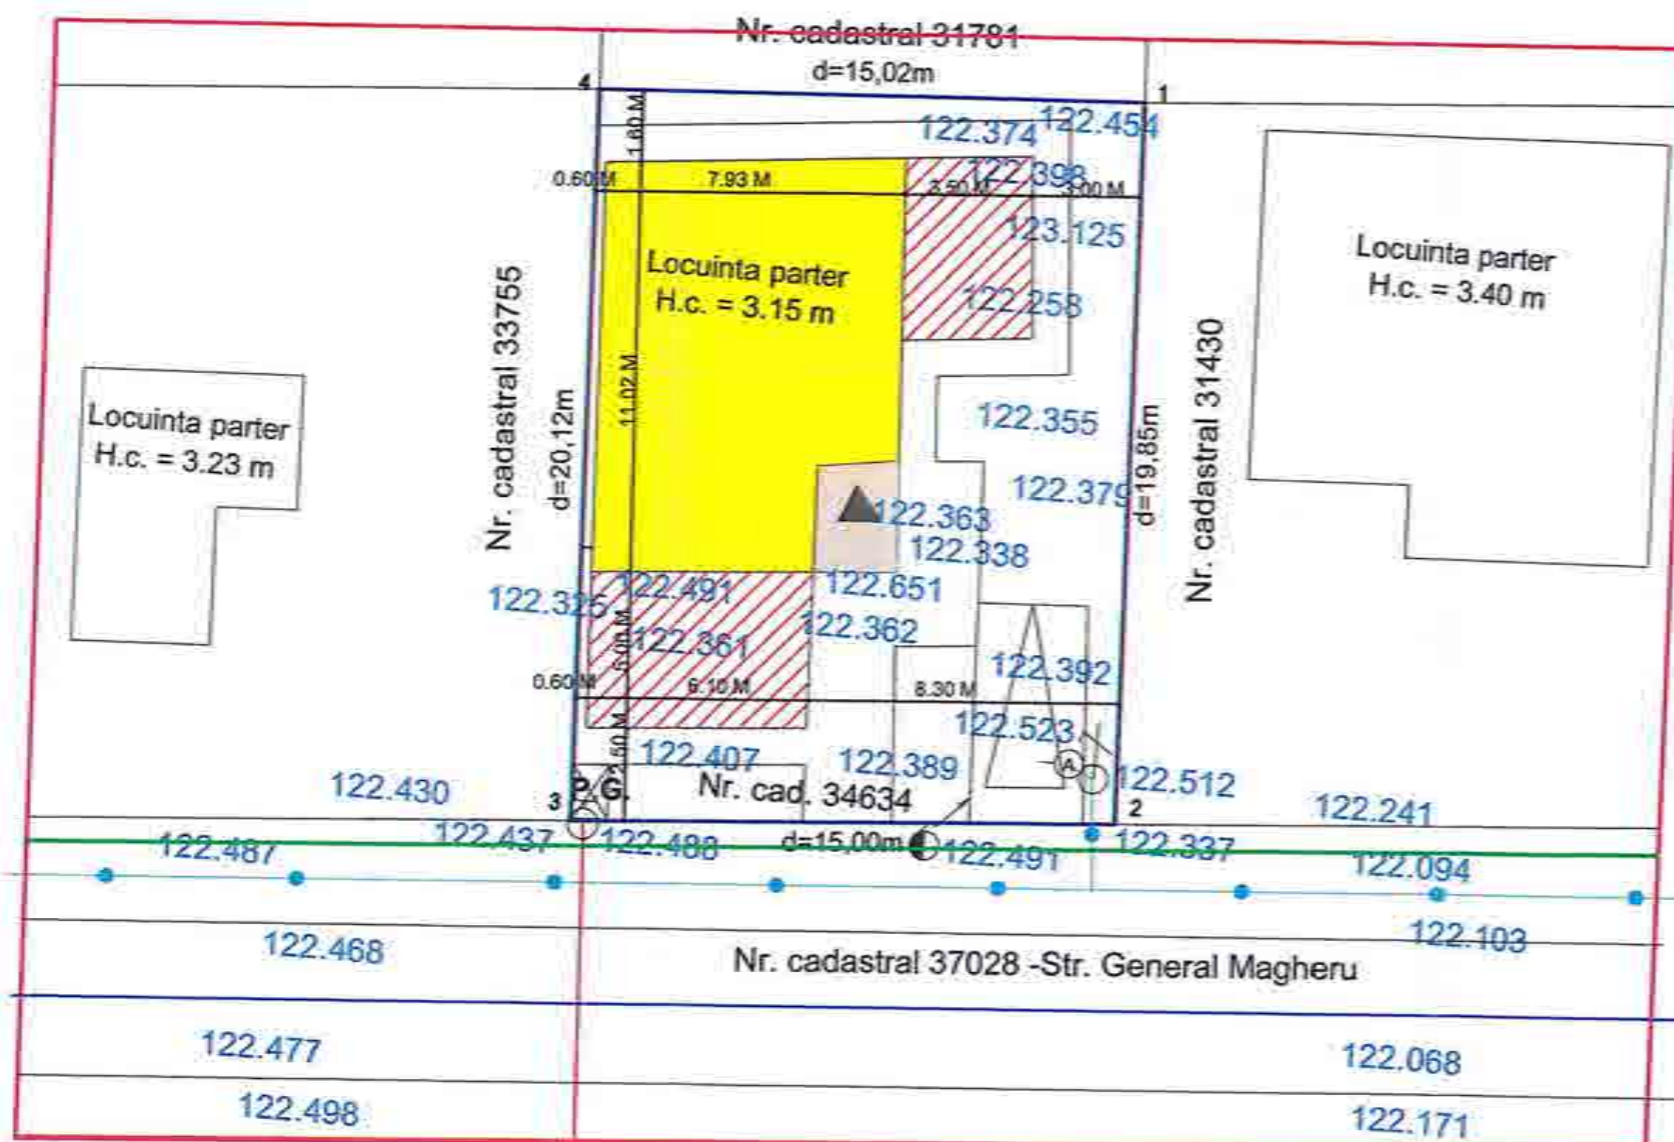 Nr. cadastral 31781
d=15,02m
4
1
1.60 M
122.374
122.454
0.60 M
7.93 M
122.398
3.50 M
3.00 M
123.125
Locuinta parter
H.c. = 3.15 m
122.258
Locuinta parter
H.c. = 3.40 m
Nr. cadastral 33755
d=20,12m
11.02 M
Locuinta parter
H.c. = 3.23 m
122.355
d=19,85m
Nr. cadastral 31430
122.379
122.363
122.338
122.325
122.491
122.651
122.361
122.362
122.392
0.60 M
6.10 M
8.30 M
122.523
A
122.407
122.389
2.50 M
122.512
122.430
3
P.G.
Nr. cad. 34634
2
122.241
122.487
122.437
122.488
d=15,00m
122.491
122.337
122.094
122.468
122.103
Nr. cadastral 37028 -Str. General Magheru
122.477
122.068
122.498
122.171